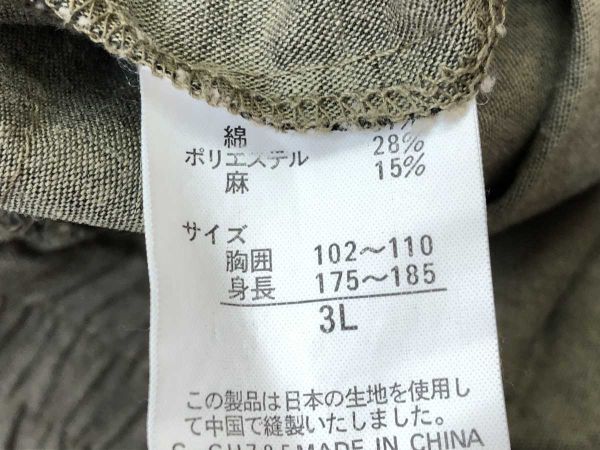 綿
ポリエステル 28%
麻 15%
サイズ
胸囲 102～110
身長 175～185
3L
この製品は日本の生地を使用し
て中国で縫製いたしました。
MADE IN CHINA